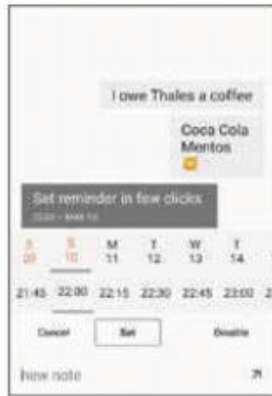 I owe Thales a coffee
Coca Cola
Mentos
Set reminder in few clicks
S S M T W T
09 10 11 12 13 14
21:45 22:00 22:15 22:30 22:45 23:00
Cancel Set Disable
new note